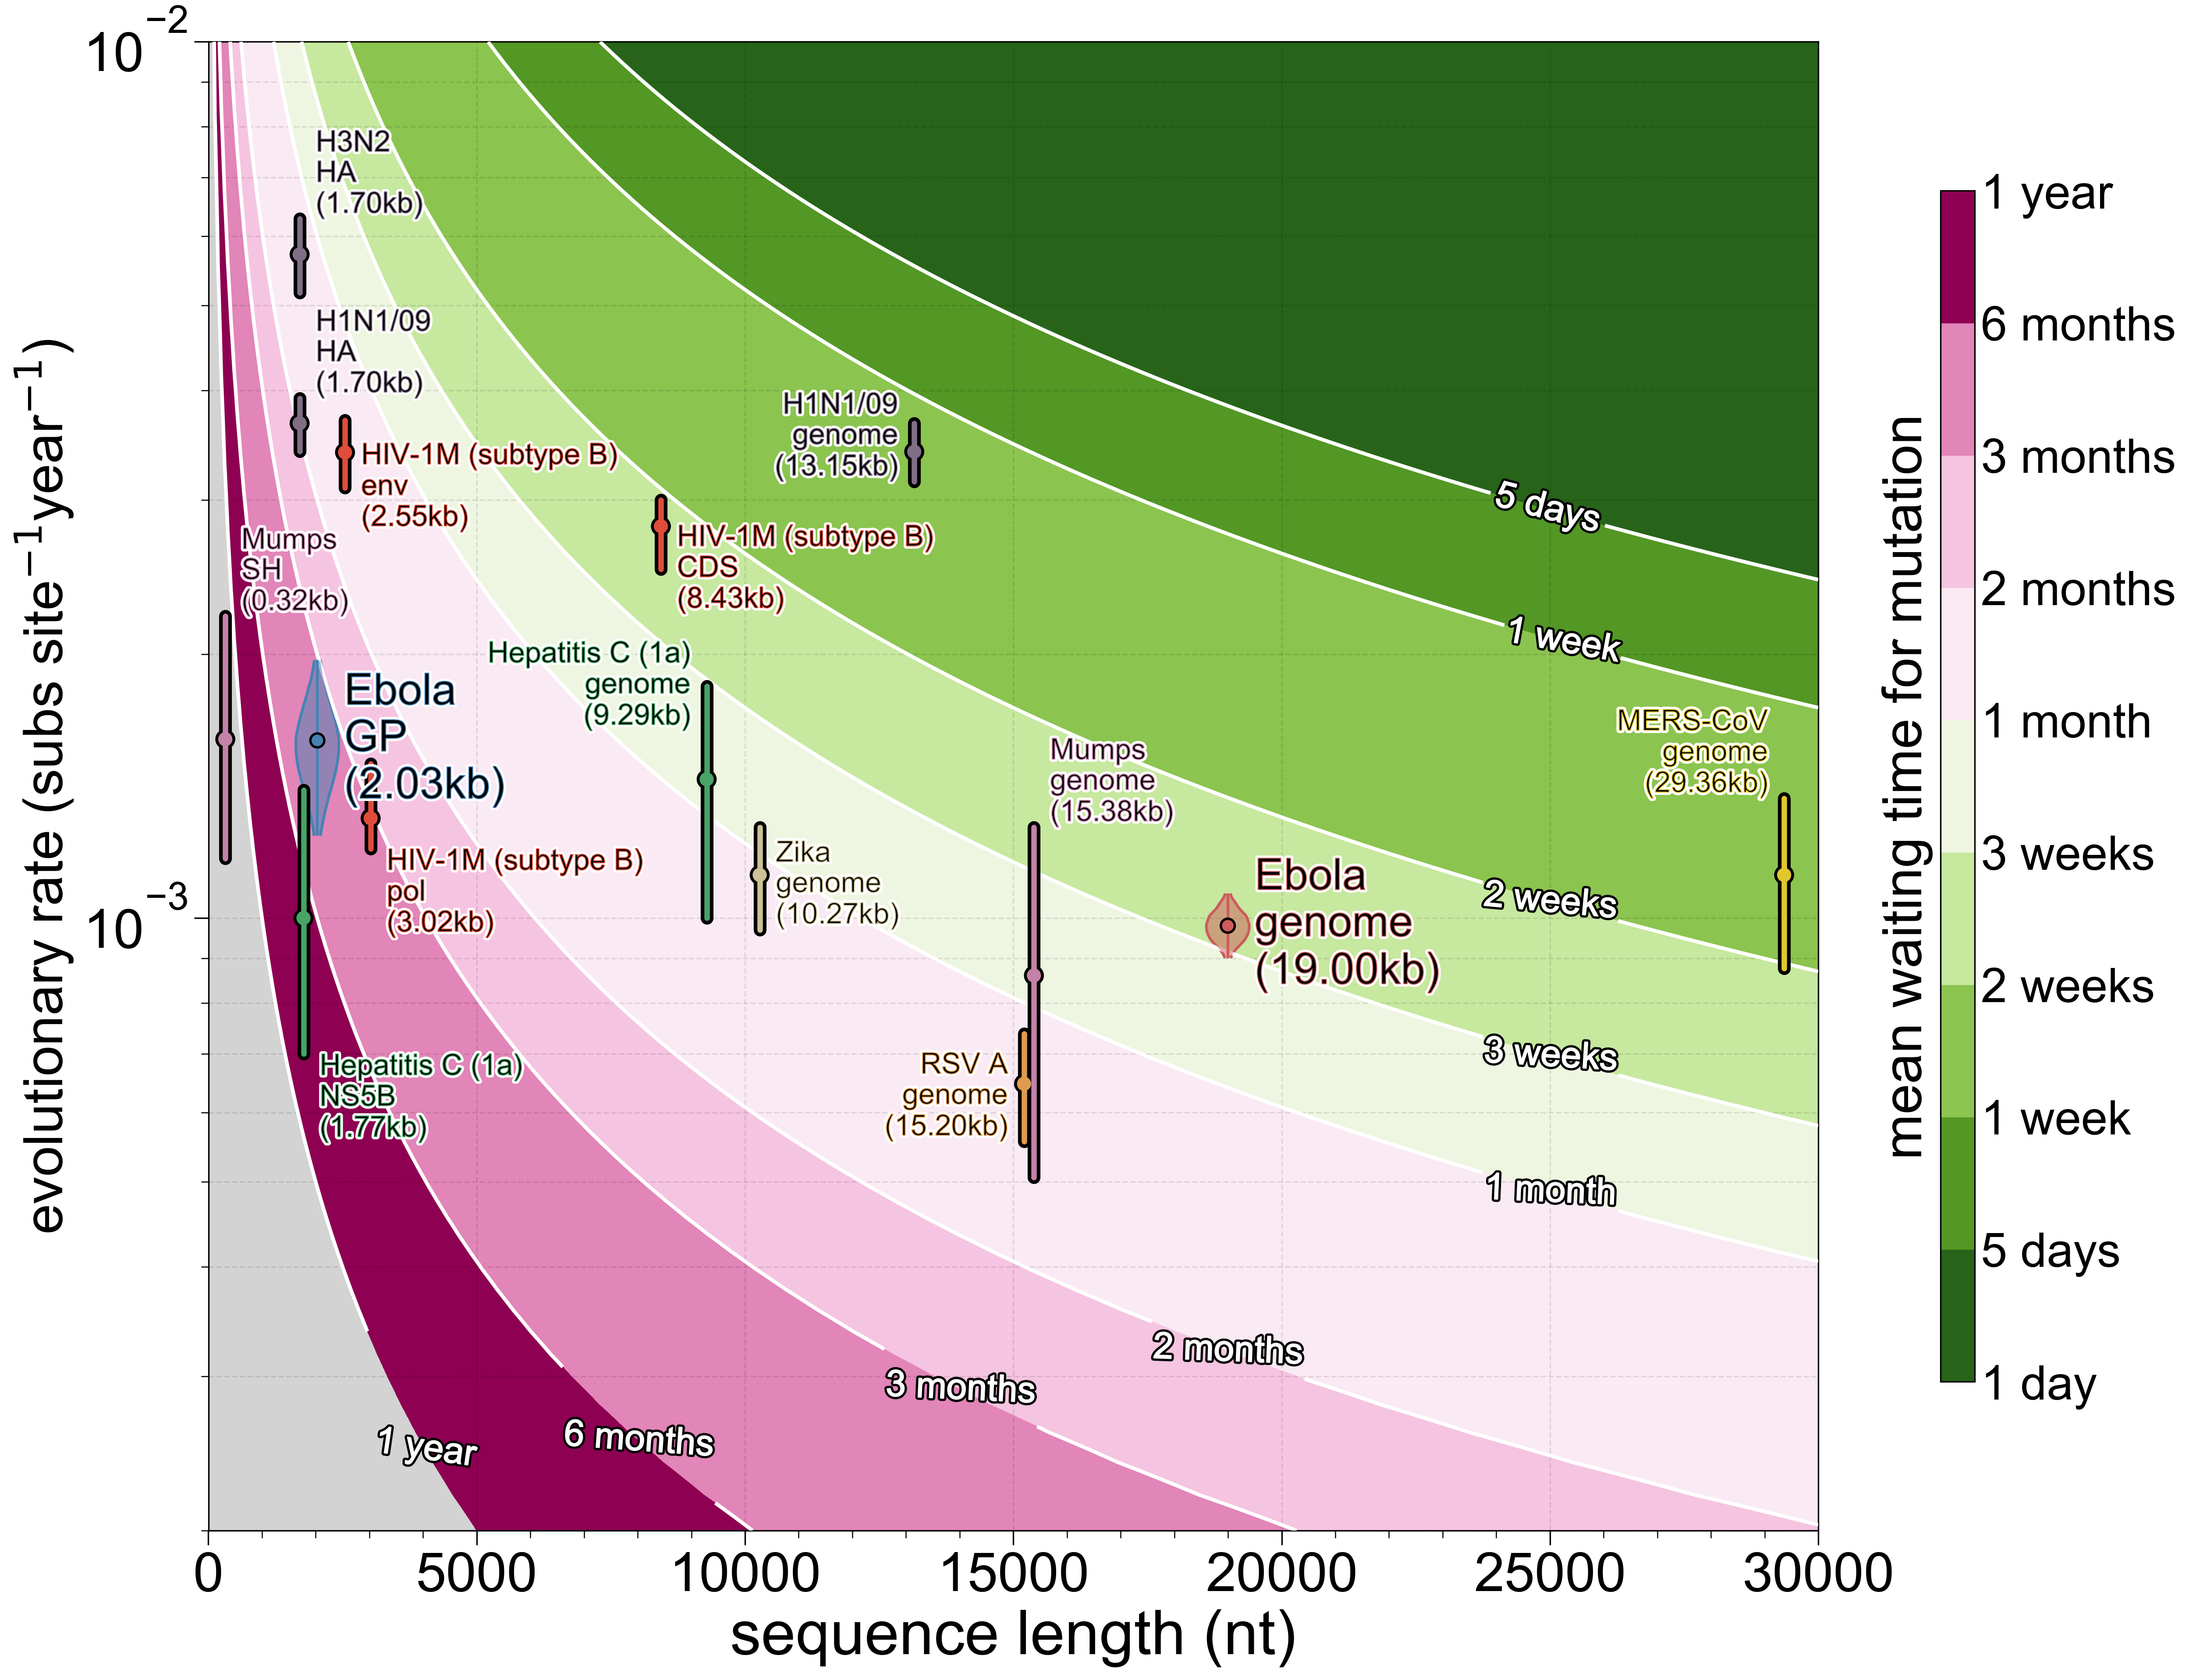 10−2
10−3
evolutionary rate (subs site−1year−1)
H3N2
HA
(1.70kb)
H1N1/09
HA
(1.70kb)
HIV-1M (subtype B)
env
(2.55kb)
Mumps
SH
(0.32kb)
H1N1/09
genome
(13.15kb)
HIV-1M (subtype B)
CDS
(8.43kb)
Hepatitis C (1a)
genome
(9.29kb)
Ebola
GP
(2.03kb)
HIV-1M (subtype B)
pol
(3.02kb)
Zika
genome
(10.27kb)
Mumps
genome
(15.38kb)
MERS-CoV
genome
(29.36kb)
Ebola
genome
(19.00kb)
Hepatitis C (1a)
NS5B
(1.77kb)
RSV A
genome
(15.20kb)
5 days
1 week
2 weeks
3 weeks
1 month
2 months
3 months
6 months
1 year
0 5000 10000 15000 20000 25000 30000
sequence length (nt)
mean waiting time for mutation
1 year
6 months
3 months
2 months
1 month
3 weeks
2 weeks
1 week
5 days
1 day